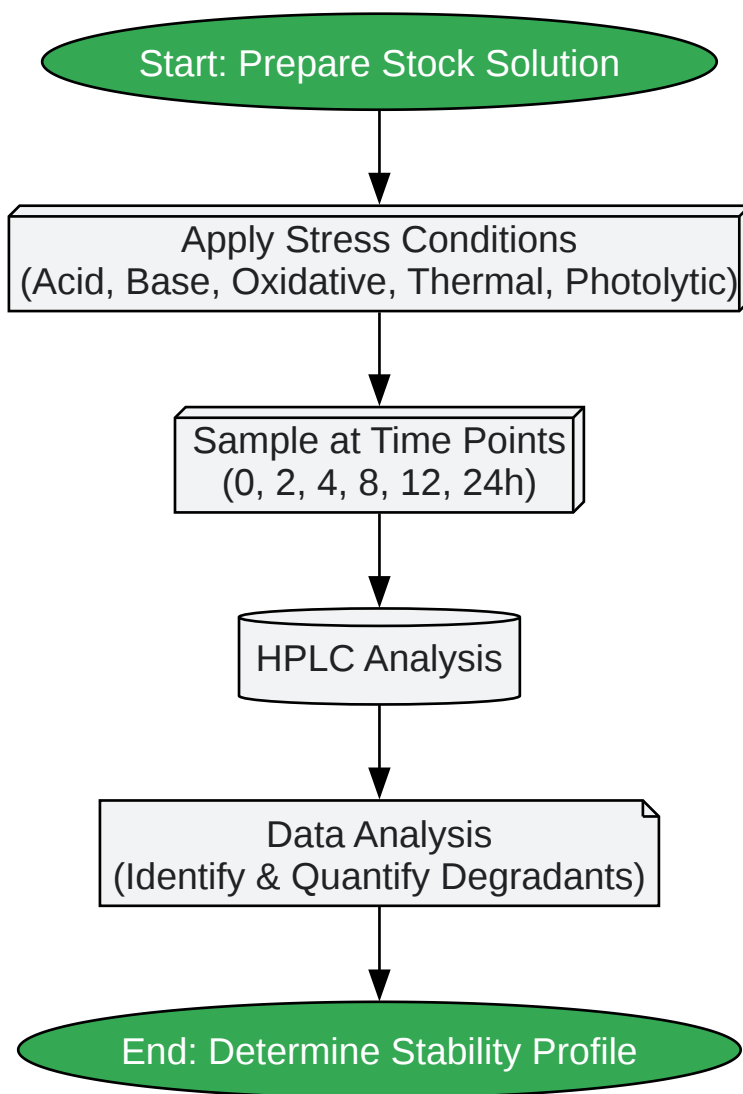 Start: Prepare Stock Solution
Apply Stress Conditions
(Acid, Base, Oxidative, Thermal, Photolytic)
Sample at Time Points
(0, 2, 4, 8, 12, 24h)
HPLC Analysis
Data Analysis
(Identify & Quantify Degradants)
End: Determine Stability Profile